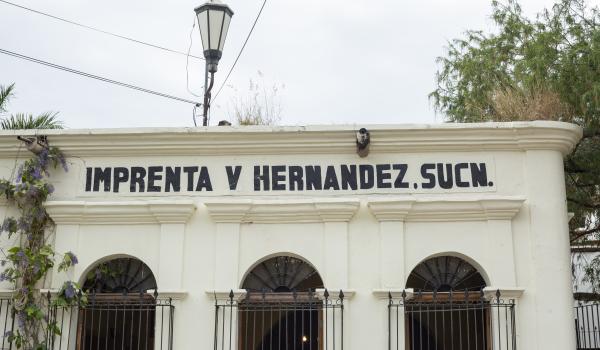 IMPRENTA V HERNANDEZ, SUCN.